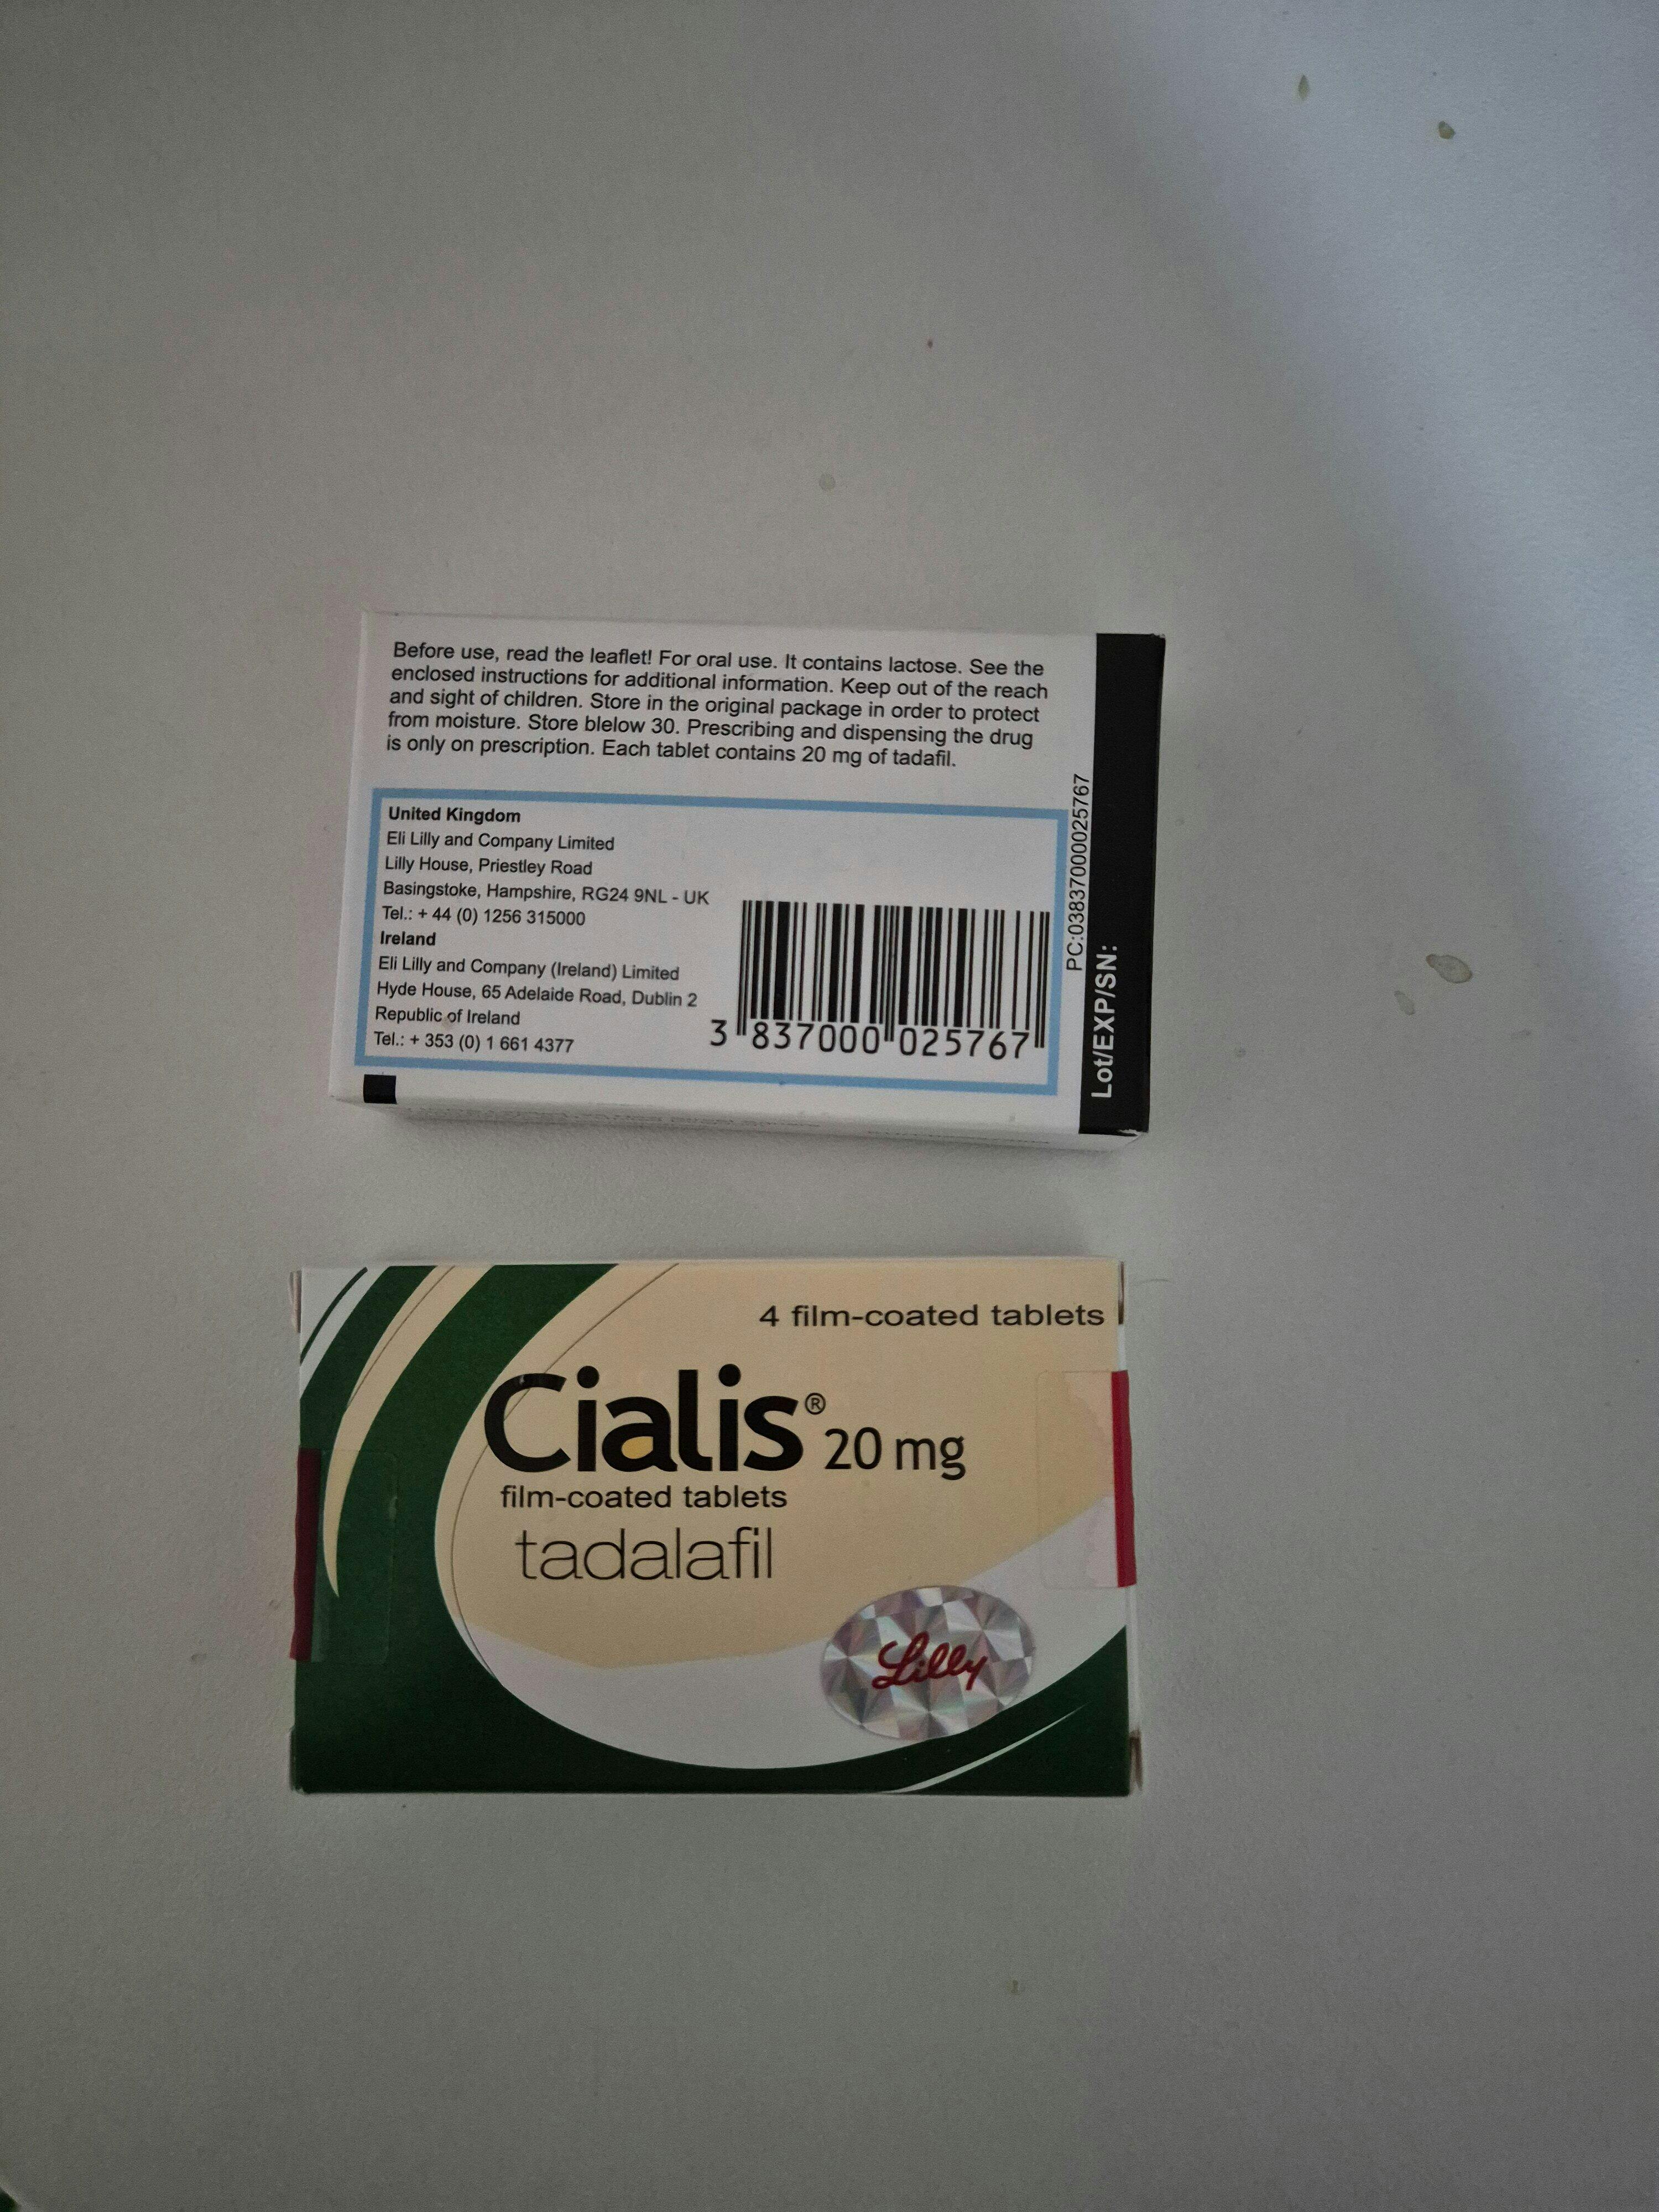 Before use, read the leaflet! For oral use. It contains lactose. See the
enclosed instructions for additional information. Keep out of the reach
and sight of children. Store in the original package in order to protect
from moisture. Store blelow 30. Prescribing and dispensing the drug
is only on prescription. Each tablet contains 20 mg of tadafil.
United Kingdom
Eli Lilly and Company Limited
Lilly House, Priestley Road
Basingstoke, Hampshire, RG24 9NL - UK
Tel.: + 44 (0) 1256 315000
Ireland
Eli Lilly and Company (Ireland) Limited
Hyde House, 65 Adelaide Road, Dublin 2
Republic of Ireland
Tel.: + 353 (0) 1 661 4377
3 837000 025767
PC:03837000025767
Lot/EXP/SN:
4 film-coated tablets
Cialis® 20 mg
film-coated tablets
tadalafil
Lilly